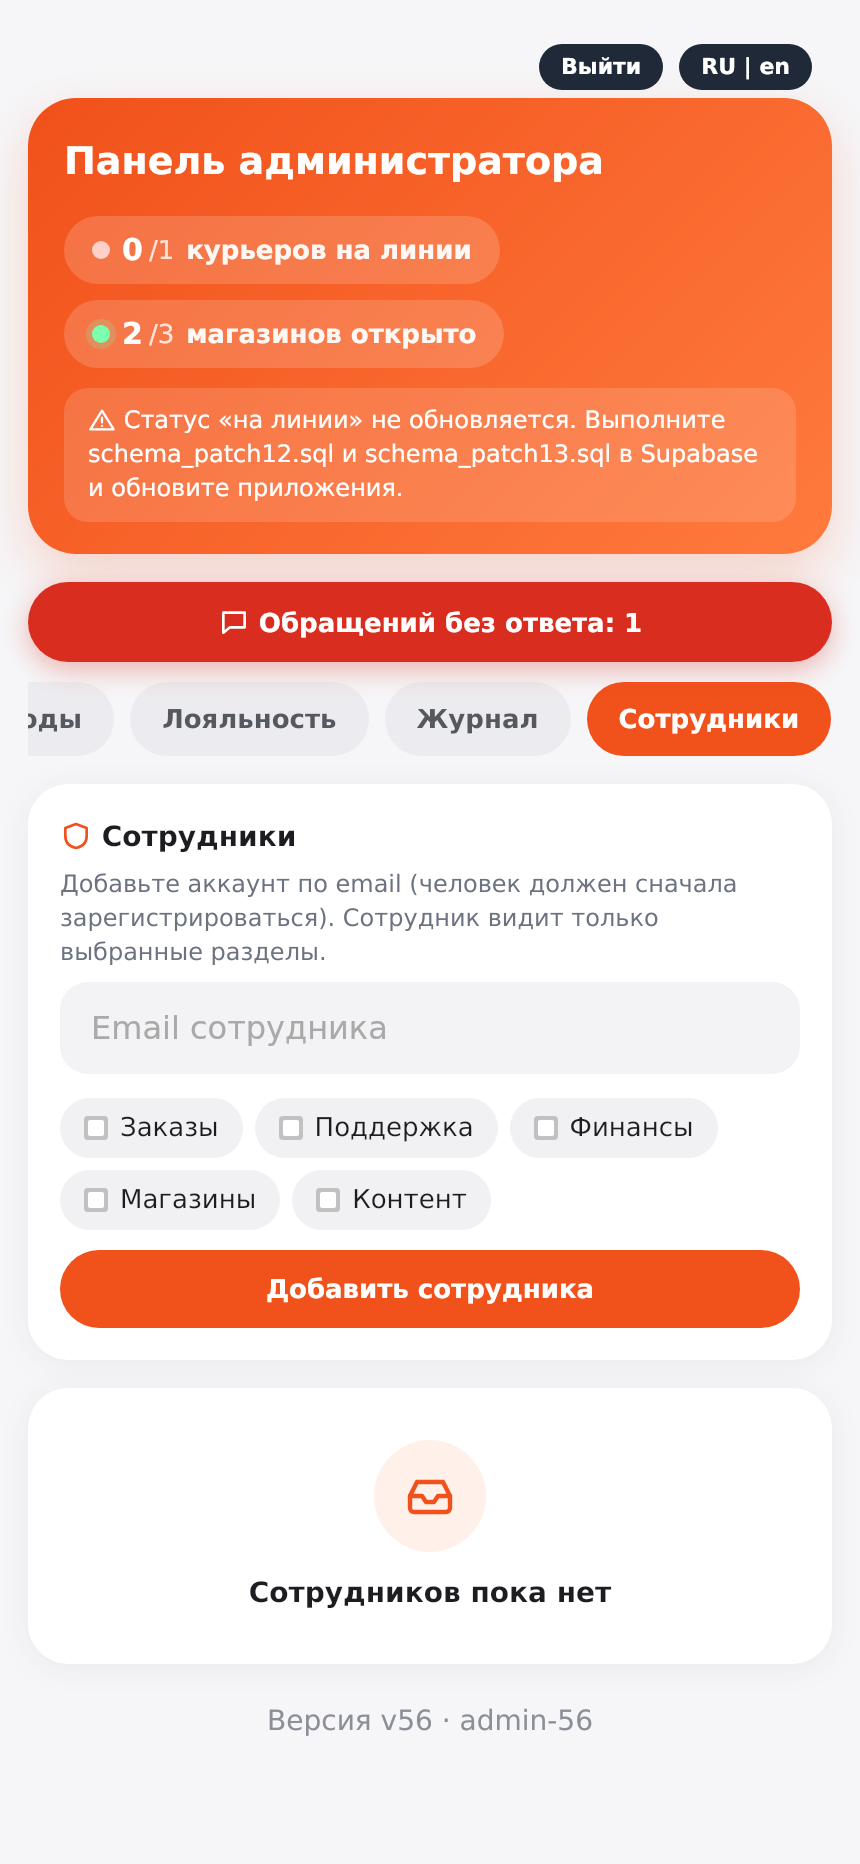 Выйти
RU | en
Панель администратора
0 /1 курьеров на линии
2 /3 магазинов открыто
Статус «на линии» не обновляется. Выполните
schema_patch12.sql и schema_patch13.sql в Supabase
и обновите приложения.
Обращений без ответа: 1
оды Лояльность Журнал Сотрудники
Сотрудники
Добавьте аккаунт по email (человек должен сначала
зарегистрироваться). Сотрудник видит только
выбранные разделы.
Email сотрудника
Заказы Поддержка Финансы
Магазины Контент
Добавить сотрудника
Сотрудников пока нет
Версия v56 · admin-56